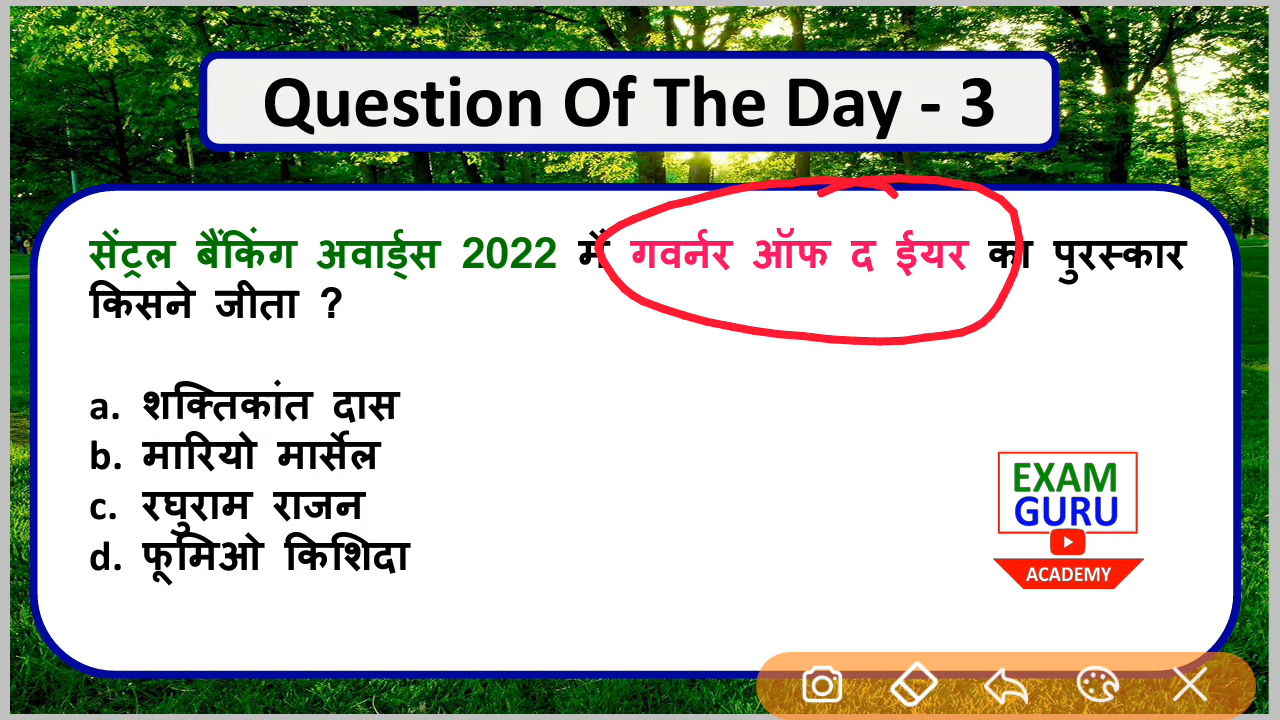 Question Of The Day - 3
सेंट्रल बैंकिंग अवार्ड्स 2022 में गवर्नर ऑफ द ईयर का पुरस्कार
किसने जीता ?
a. शक्तिकांत दास
b. मारियो मार्सेल
c. रघुराम राजन
d. फूमिओ किशिदा
EXAM
GURU
ACADEMY